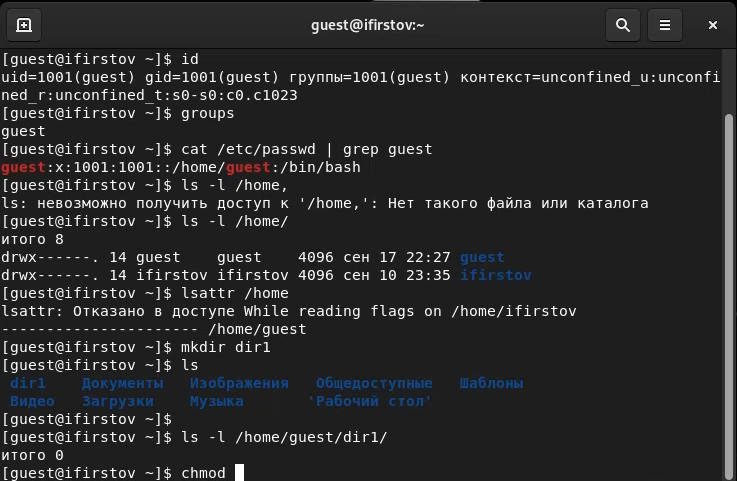 guest@ifirstov:~
[guest@ifirstov ~]$ id
uid=1001(guest) gid=1001(guest) группы=1001(guest) контекст=unconfined_u:unconfi
ned_r:unconfined_t:s0-s0:c0.c1023
[guest@ifirstov ~]$ groups
guest
[guest@ifirstov ~]$ cat /etc/passwd | grep guest
guest:x:1001:1001::/home/guest:/bin/bash
[guest@ifirstov ~]$ ls -l /home,
ls: невозможно получить доступ к '/home,': Нет такого файла или каталога
[guest@ifirstov ~]$ ls -l /home/
итого 8
drwx------. 14 guest    guest    4096 сен 17 22:27 guest
drwx------. 14 ifirstov ifirstov 4096 сен 10 23:35 ifirstov
[guest@ifirstov ~]$ lsattr /home
lsattr: Отказано в доступе While reading flags on /home/ifirstov
---------------------- /home/guest
[guest@ifirstov ~]$ mkdir dir1
[guest@ifirstov ~]$ ls
dir1    Документы   Изображения   Общедоступные   Шаблоны
Видео   Загрузки    Музыка       'Рабочий стол'
[guest@ifirstov ~]$
[guest@ifirstov ~]$ ls -l /home/guest/dir1/
итого 0
[guest@ifirstov ~]$ chmod